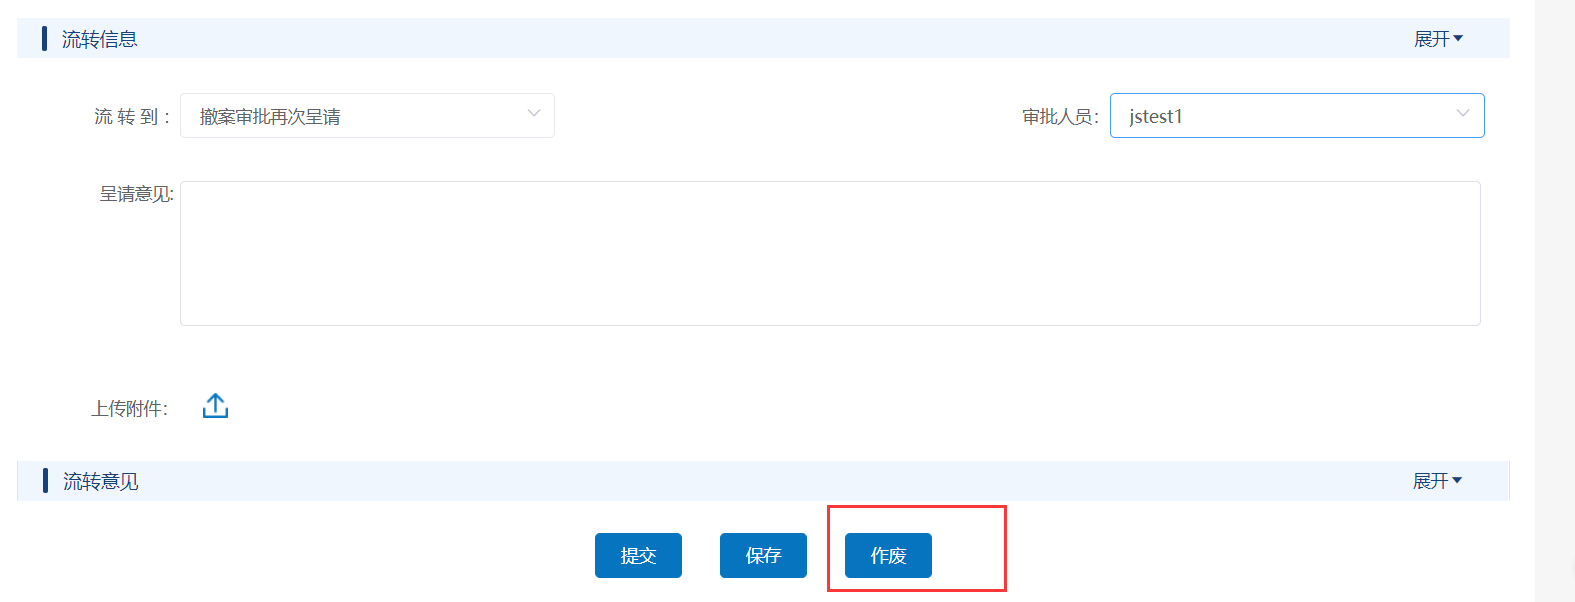 流转信息 展开
流 转 到： 撤案审批再次呈请 审批人员： jstest1
呈请意见:
上传附件：
流转意见 展开
提交 保存 作废